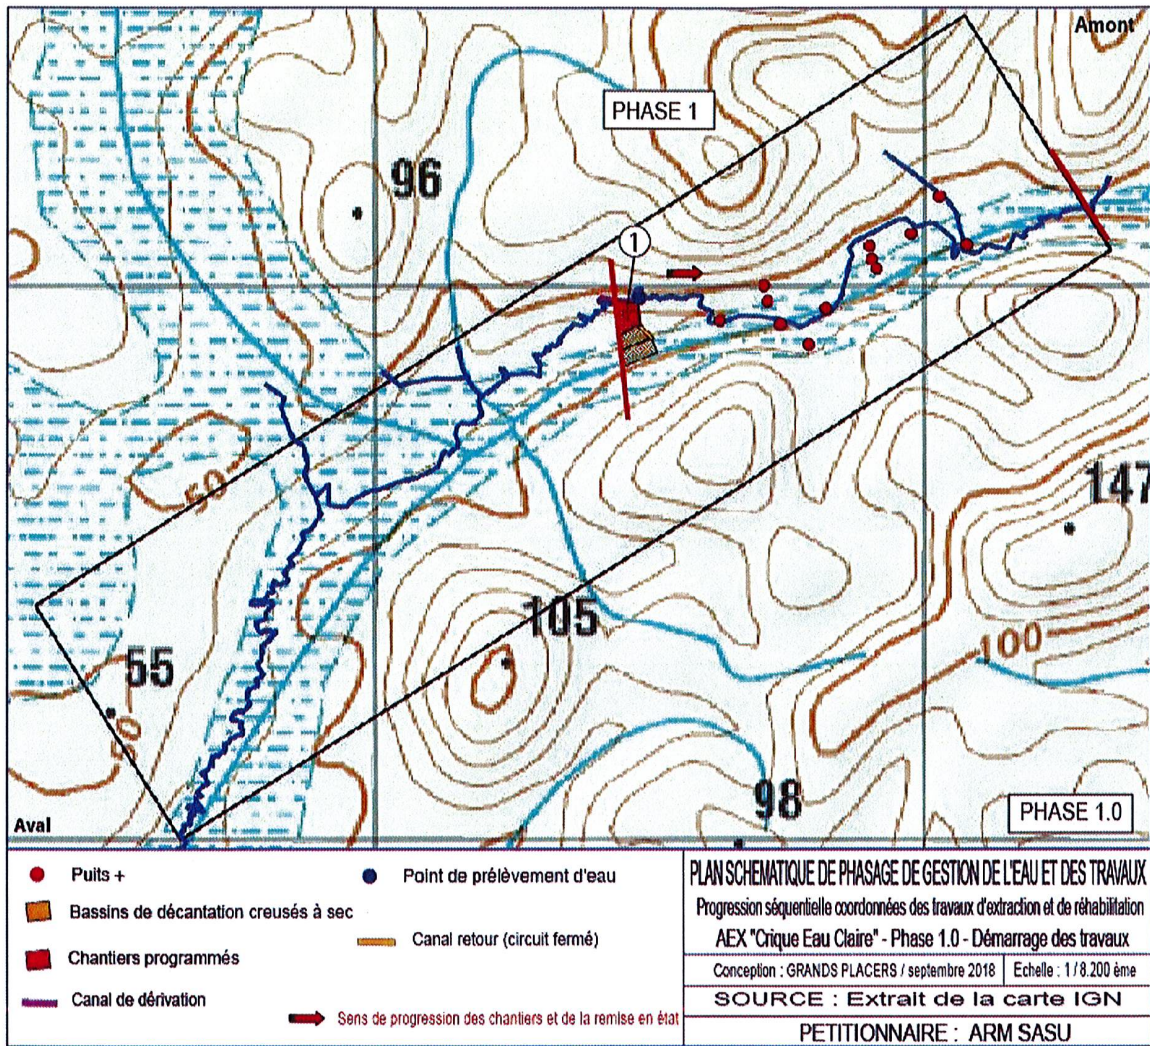 Amont
PHASE 1
96
1
147
50
105
100
55
50
98
PHASE 1.0
Aval
Puits +
Point de prélèvement d'eau
Bassins de décantation creusés à sec
Canal retour (circuit fermé)
Chantiers programmés
Canal de dérivation
Sens de progression des chantiers et de la remise en état
PLAN SCHEMATIQUE DE PHASAGE DE GESTION DE L'EAU ET DES TRAVAUX
Progression séquentielle coordonnées des travaux d'extraction et de réhabilitation
AEX "Crique Eau Claire" - Phase 1.0 - Démarrage des travaux
Conception : GRANDS PLACERS / septembre 2018
Echelle : 1 / 8.200 ème
SOURCE : Extrait de la carte IGN
PETITIONNAIRE : ARM SASU